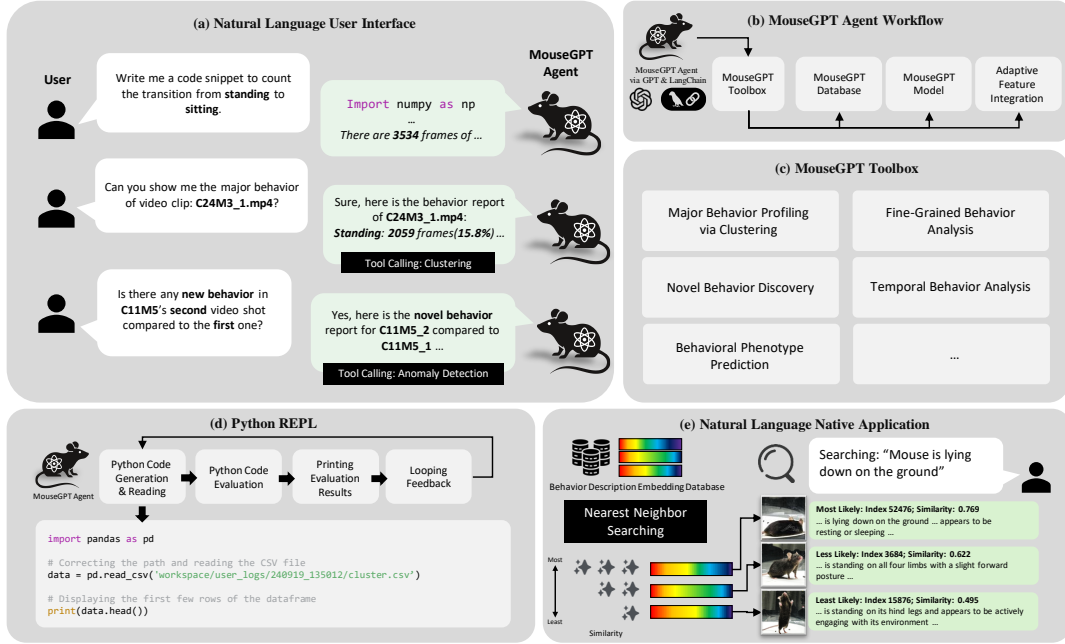 (a) Natural Language User Interface
User
MouseGPT
Agent
Write me a code snippet to count
the transition from standing to
sitting.
Import numpy as np
…
There are 3534 frames of …
Can you show me the major behavior
of video clip: C24M3_1.mp4?
Sure, here is the behavior report
of C24M3_1.mp4:
Standing: 2059 frames(15.8%) …
Tool Calling: Clustering
Is there any new behavior in
C11M5's second video shot
compared to the first one?
Yes, here is the novel behavior
report for C11M5_2 compared to
C11M5_1 …
Tool Calling: Anomaly Detection
(b) MouseGPT Agent Workflow
MouseGPT Agent
via GPT & LangChain
MouseGPT
Toolbox
MouseGPT
Database
MouseGPT
Model
Adaptive
Feature
Integration
(c) MouseGPT Toolbox
Major Behavior Profiling
via Clustering
Fine-Grained Behavior
Analysis
Novel Behavior Discovery
Temporal Behavior Analysis
Behavioral Phenotype
Prediction
…
(d) Python REPL
MouseGPT Agent
Python Code
Generation
& Reading
Python Code
Evaluation
Printing
Evaluation
Results
Looping
Feedback
import pandas as pd
# Correcting the path and reading the CSV file
data = pd.read_csv('workspace/user_logs/240919_135012/cluster.csv')
# Displaying the first few rows of the dataframe
print(data.head())
(e) Natural Language Native Application
Behavior Description Embedding Database
Searching: "Mouse is lying
down on the ground"
Nearest Neighbor
Searching
Most
Least
Similarity
Most Likely: Index 52476; Similarity: 0.769
... is lying down on the ground ... appears to be
resting or sleeping ...
Less Likely: Index 3684; Similarity: 0.622
... is standing on all four limbs with a slight forward
posture ...
Least Likely: Index 15876; Similarity: 0.495
... is standing on its hind legs and appears to be actively
engaging with its environment ...